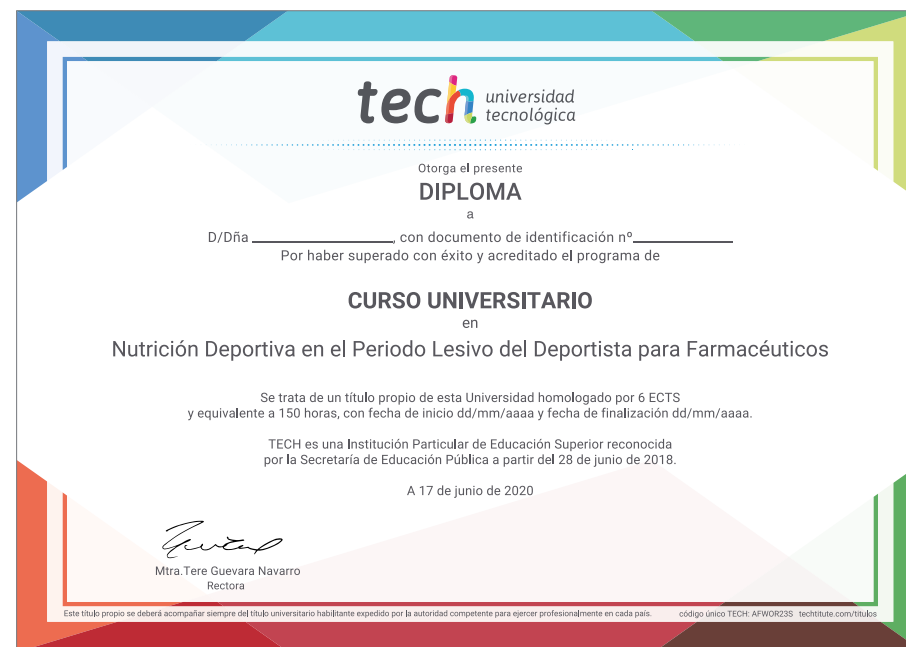 tech universidad
tecnológica
Otorga el presente
DIPLOMA
a
D/Dña ____________________, con documento de identificación nº______________
Por haber superado con éxito y acreditado el programa de
CURSO UNIVERSITARIO
en
Nutrición Deportiva en el Periodo Lesivo del Deportista para Farmacéuticos
Se trata de un título propio de esta Universidad homologado por 6 ECTS
y equivalente a 150 horas, con fecha de inicio dd/mm/aaaa y fecha de finalización dd/mm/aaaa.
TECH es una Institución Particular de Educación Superior reconocida
por la Secretaría de Educación Pública a partir del 28 de junio de 2018.
A 17 de junio de 2020
Mtra.Tere Guevara Navarro
Rectora
Este título propio se deberá acompañar siempre del título universitario habilitante expedido por la autoridad competente para ejercer profesionalmente en cada país. código único TECH: AFWOR23S techtitute.com/titulos